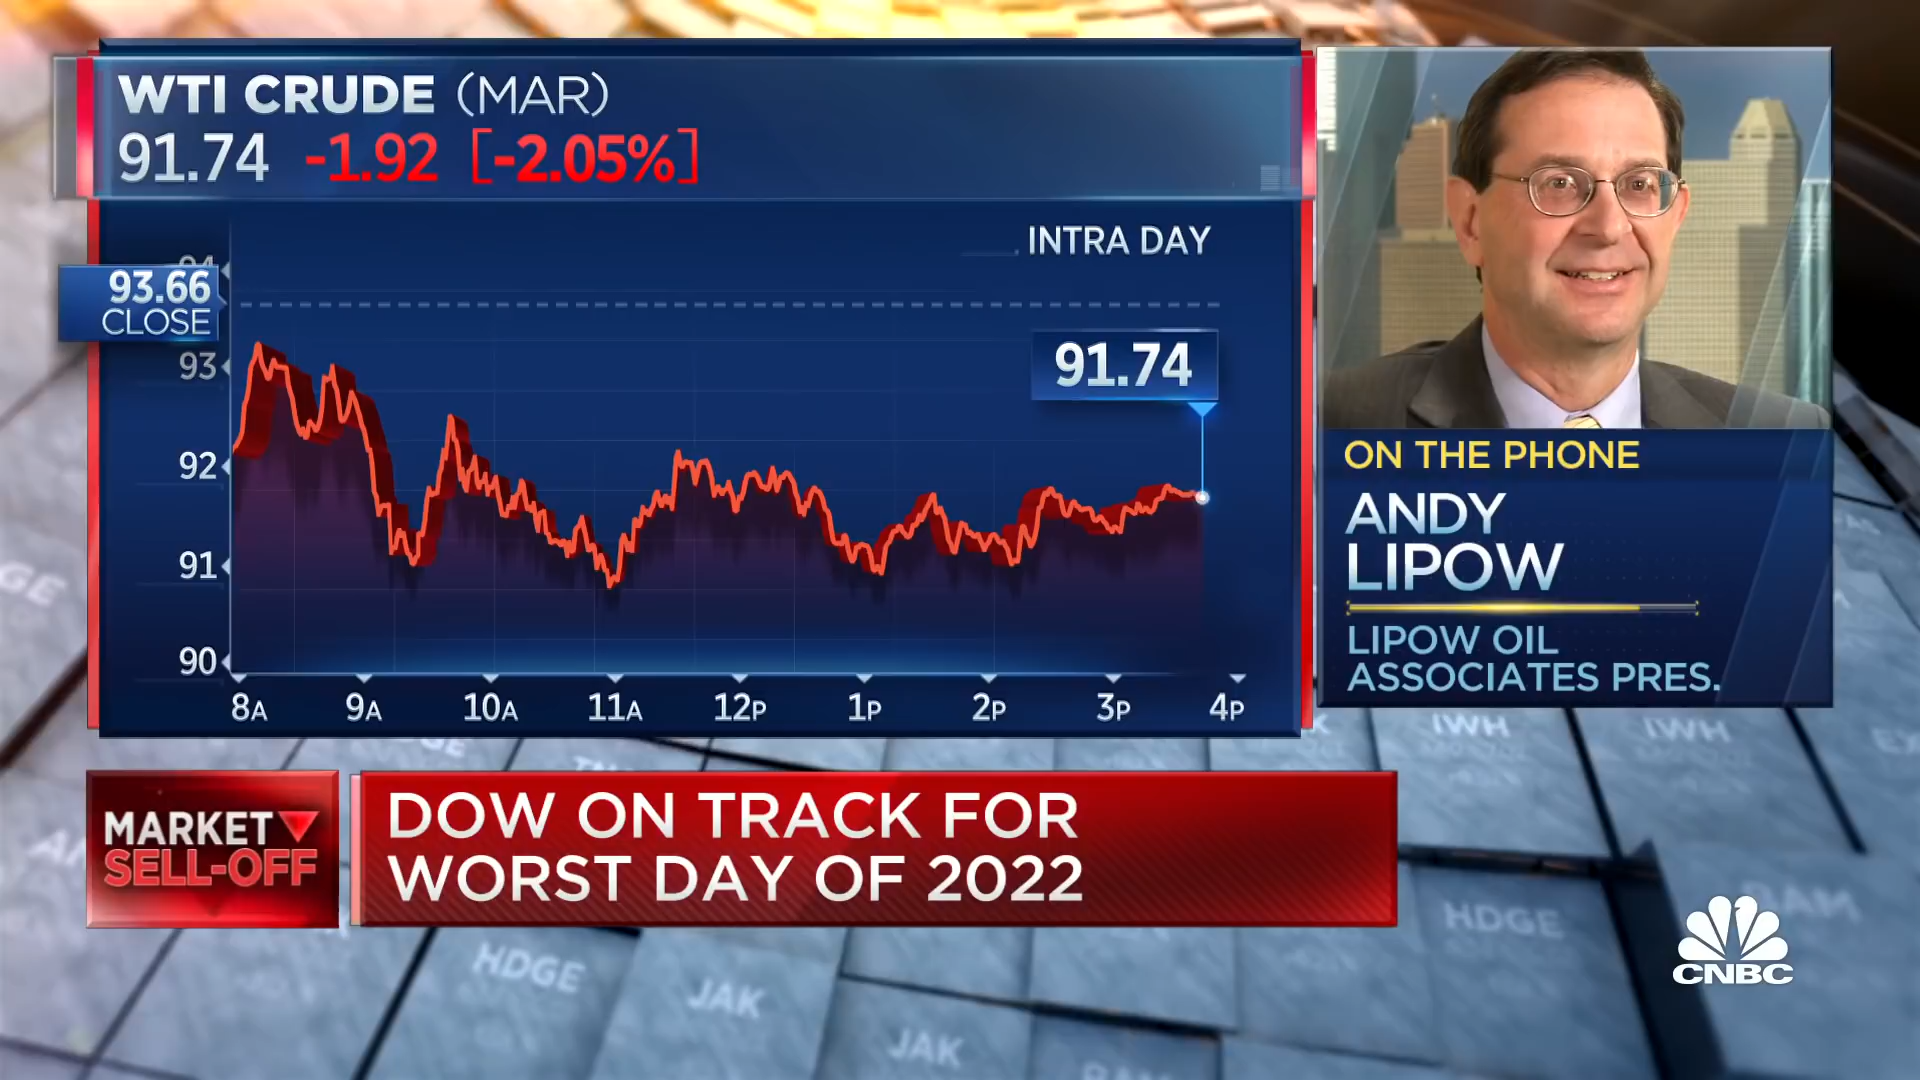 WTI CRUDE (MAR)
91.74 -1.92 [-2.05%]
INTRA DAY
94
93.66
CLOSE
93
92
91
90
91.74
8A 9A 10A 11A 12P 1P 2P 3P 4P
ON THE PHONE
ANDY
LIPOW
LIPOW OIL
ASSOCIATES PRES.
MARKET
SELL-OFF
DOW ON TRACK FOR
WORST DAY OF 2022
CNBC
IWH
IWH
HDGE
HDGE
JAK
JAK